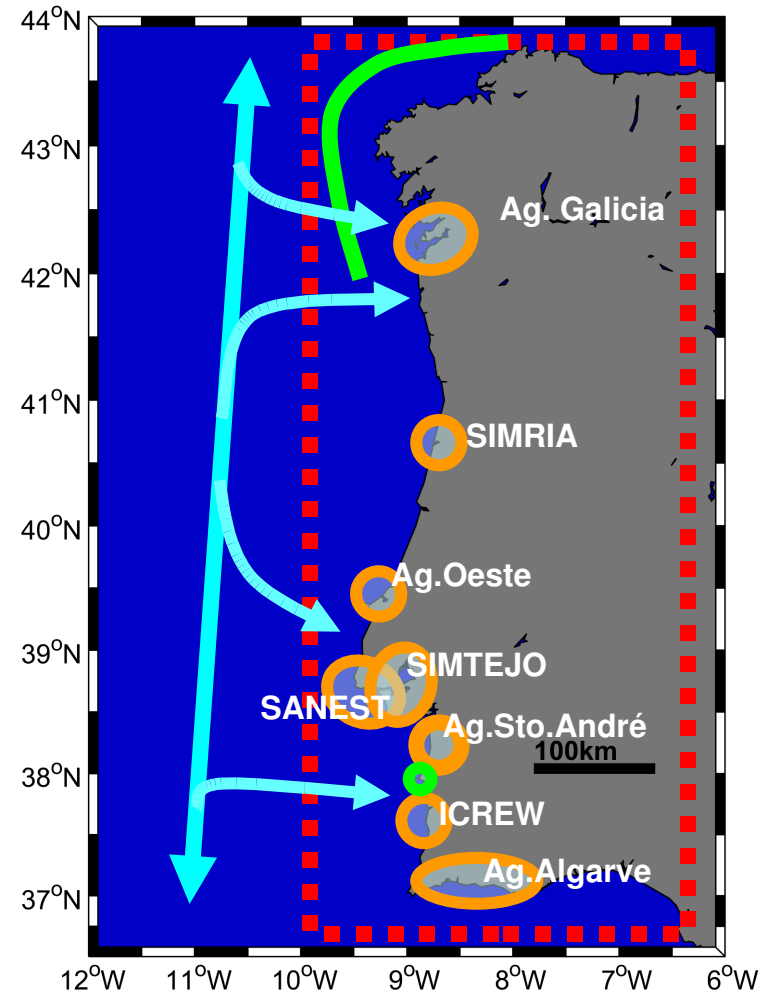 44°N
43°N
Ag. Galicia
42°N
41°N
SIMRIA
40°N
Ag.Oeste
39°N
SIMTEJO
SANEST
Ag.Sto.André
100km
38°N
ICREW
Ag.Algarve
37°N
12°W 11°W 10°W 9°W 8°W 7°W 6°W